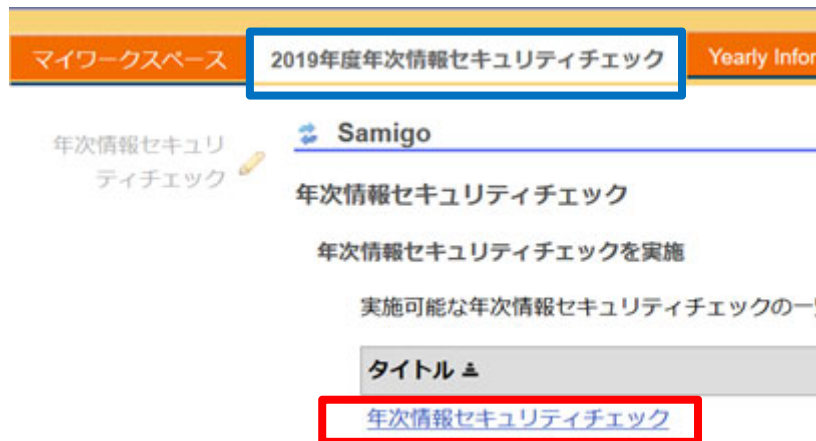 マイワークスペース 2019年度年次情報セキュリティチェック Yearly Infor
年次情報セキュリ
ティチェック
Samigo
年次情報セキュリティチェック
年次情報セキュリティチェックを実施
実施可能な年次情報セキュリティチェックの一
タイトル
年次情報セキュリティチェック